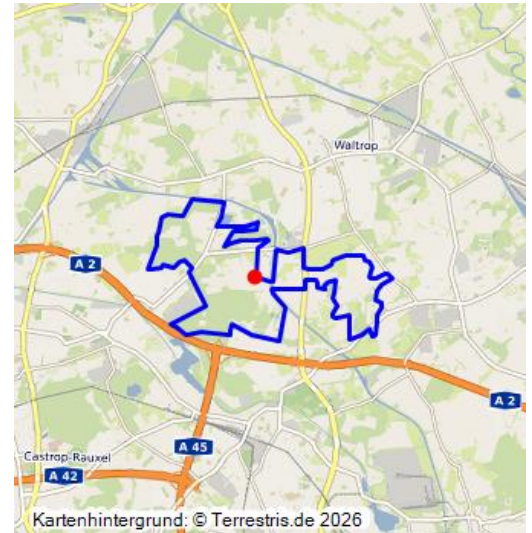 Waltrop
A 2
A 2
A 45
Castrop-Rauxel
A 42
Kartenhintergrund: © Terrestris.de 2026